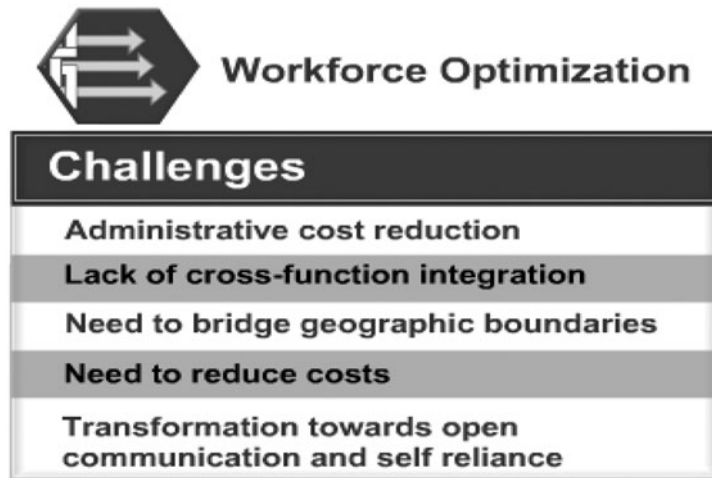 Workforce Optimization
Challenges
Administrative cost reduction
Lack of cross-function integration
Need to bridge geographic boundaries
Need to reduce costs
Transformation towards open
communication and self reliance